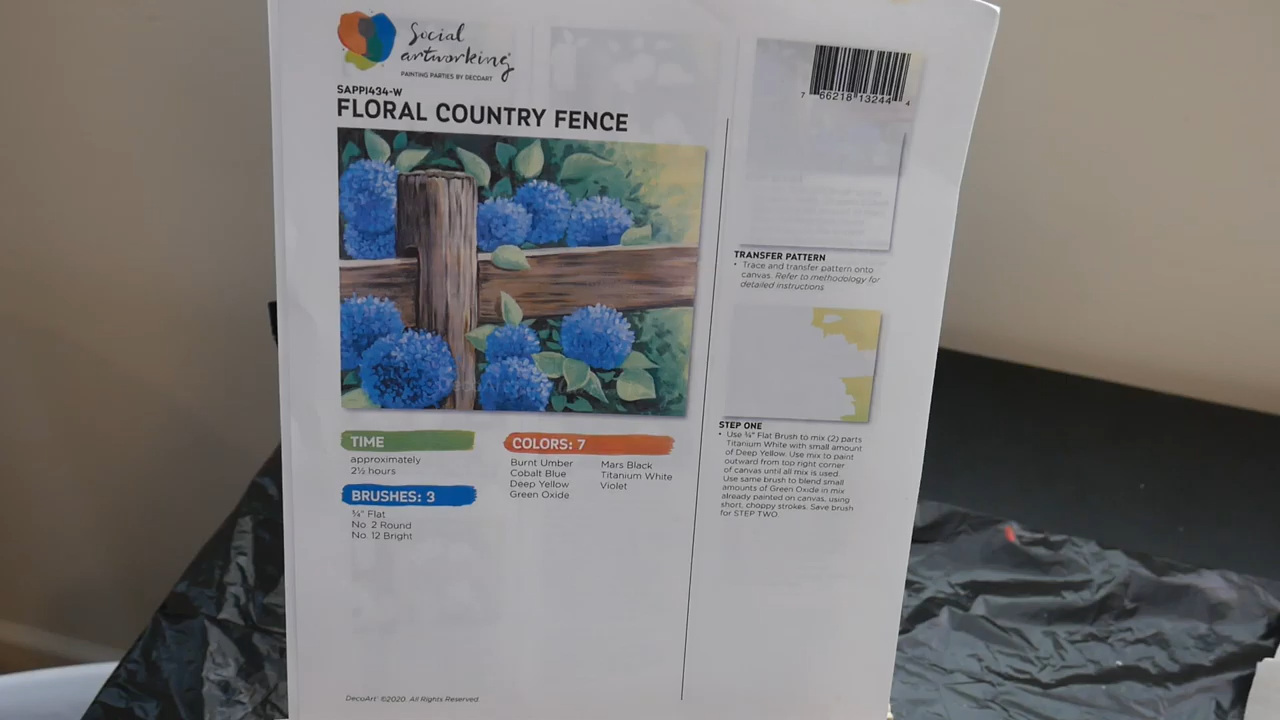 Social
artworking
PAINTING PARTIES BY DECOART
SAPPI434-W
FLORAL COUNTRY FENCE
TIME
approximately
2½ hours
BRUSHES: 3
¾" Flat
No. 2 Round
No. 12 Bright
COLORS: 7
Burnt Umber
Cobalt Blue
Deep Yellow
Green Oxide
Mars Black
Titanium White
Violet
DecoArt ©2020. All Rights Reserved.
7 66218 13244 4
TRANSFER PATTERN
• Trace and transfer pattern onto
canvas. Refer to methodology for
detailed instructions
STEP ONE
• Use ¾" Flat Brush to mix (2) parts
Titanium White with small amount
of Deep Yellow. Use mix to paint
outward from top right corner
of canvas until all mix is used.
Use same brush to blend small
amounts of Green Oxide in mix
already painted on canvas, using
short, choppy strokes. Save brush
for STEP TWO.